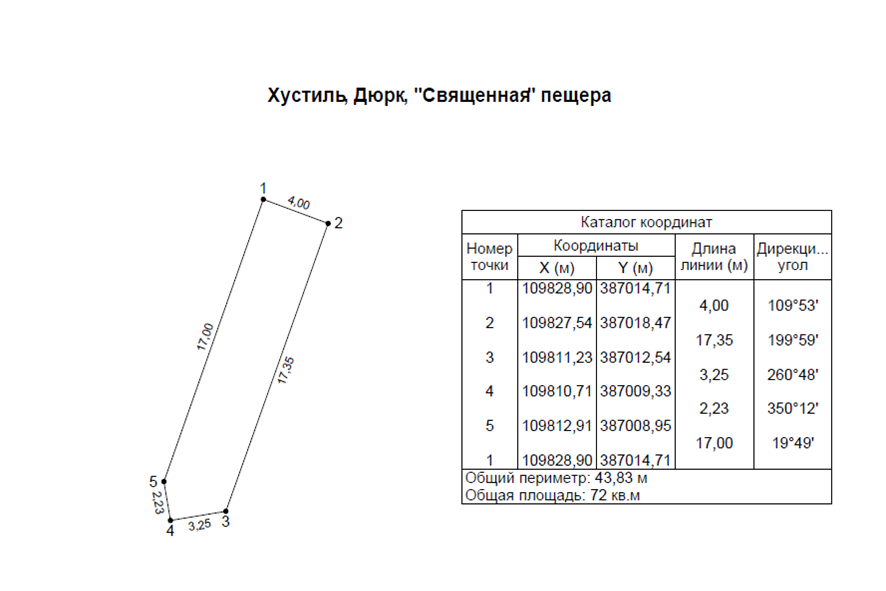 Хустиль, Дюрк, "Священная" пещера
1
4,00
2
17,00
17,35
5
2,23
4
3,25
3
Каталог координат
Номер точки
Координаты
Длина линии (м)
Дирекци... угол
X (м) Y (м)
1 109828,90 387014,71
4,00 109°53'
2 109827,54 387018,47
17,35 199°59'
3 109811,23 387012,54
3,25 260°48'
4 109810,71 387009,33
2,23 350°12'
5 109812,91 387008,95
17,00 19°49'
1 109828,90 387014,71
Общий периметр: 43,83 м
Общая площадь: 72 кв.м